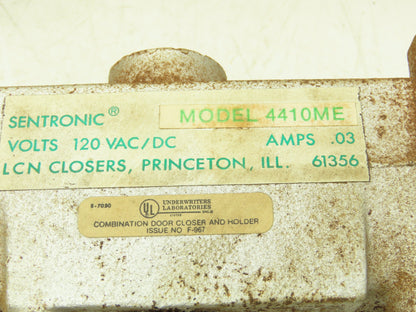 SENTRONIC® MODEL 4410ME
VOLTS 120 VAC/DC AMPS .03
LCN CLOSERS, PRINCETON, ILL. 61356
UNDERWRITERS
LABORATORIES
UL
COMBINATION DOOR CLOSER AND HOLDER
ISSUE NO F-967